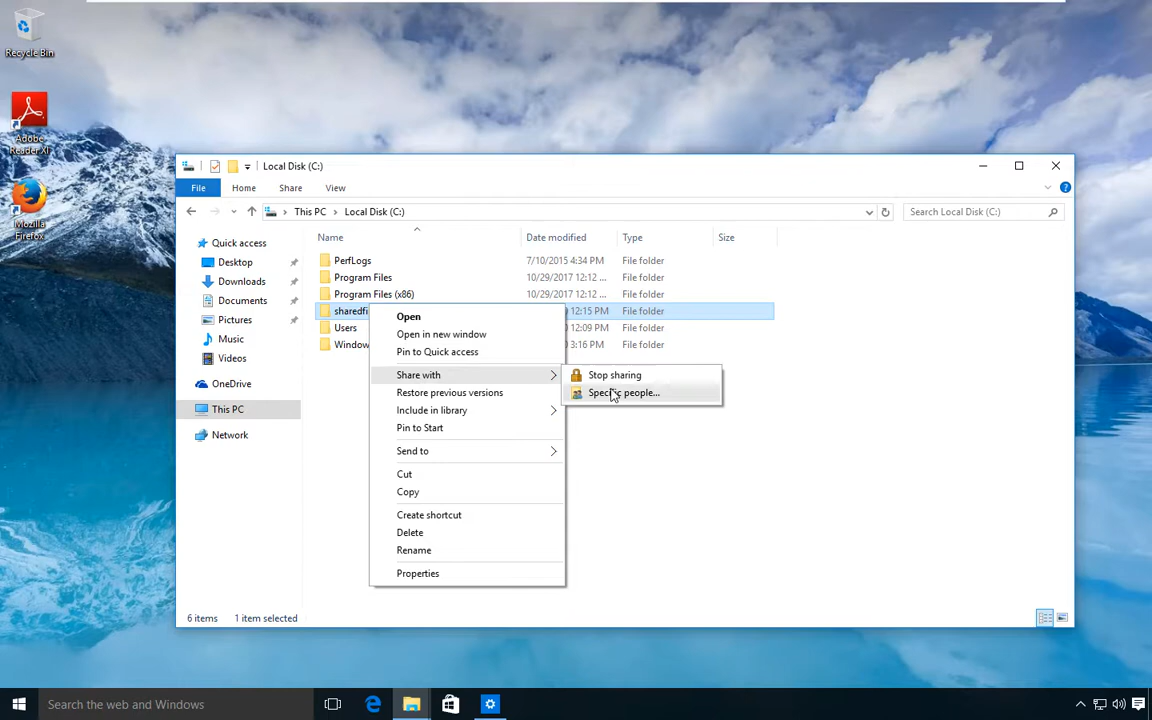 Recycle Bin
Adobe
Reader XI
Mozilla
Firefox
Local Disk (C:)
File Home Share View
This PC Local Disk (C:) Search Local Disk (C:)
Name Date modified Type Size
Quick access
Desktop
Downloads
Documents
Pictures
Music
Videos
OneDrive
This PC
Network
PerfLogs 7/10/2015 4:34 PM File folder
Program Files 10/29/2017 12:12 ... File folder
Program Files (x86) 10/29/2017 12:12 ... File folder
sharedfi 12:15 PM File folder
Users 12:09 PM File folder
Window 3:16 PM File folder
Open
Open in new window
Pin to Quick access
Share with
Restore previous versions
Include in library
Pin to Start
Send to
Cut
Copy
Create shortcut
Delete
Rename
Properties
Stop sharing
Specific people...
6 items 1 item selected
Search the web and Windows